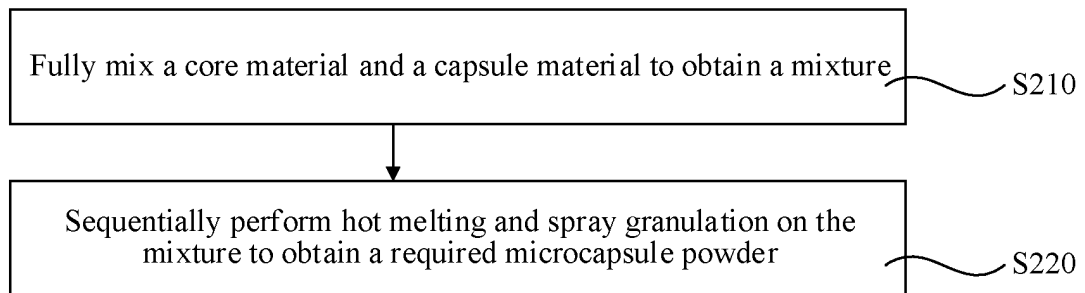 Fully mix a core material and a capsule material to obtain a mixture
S210
Sequentially perform hot melting and spray granulation on the
mixture to obtain a required microcapsule powder
S220